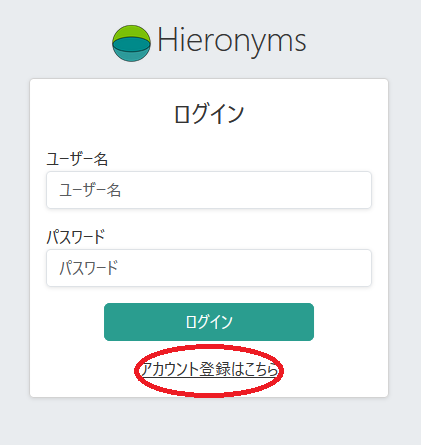 Hieronyms
ログイン
ユーザー名
ユーザー名
パスワード
パスワード
ログイン
アカウント登録はこちら